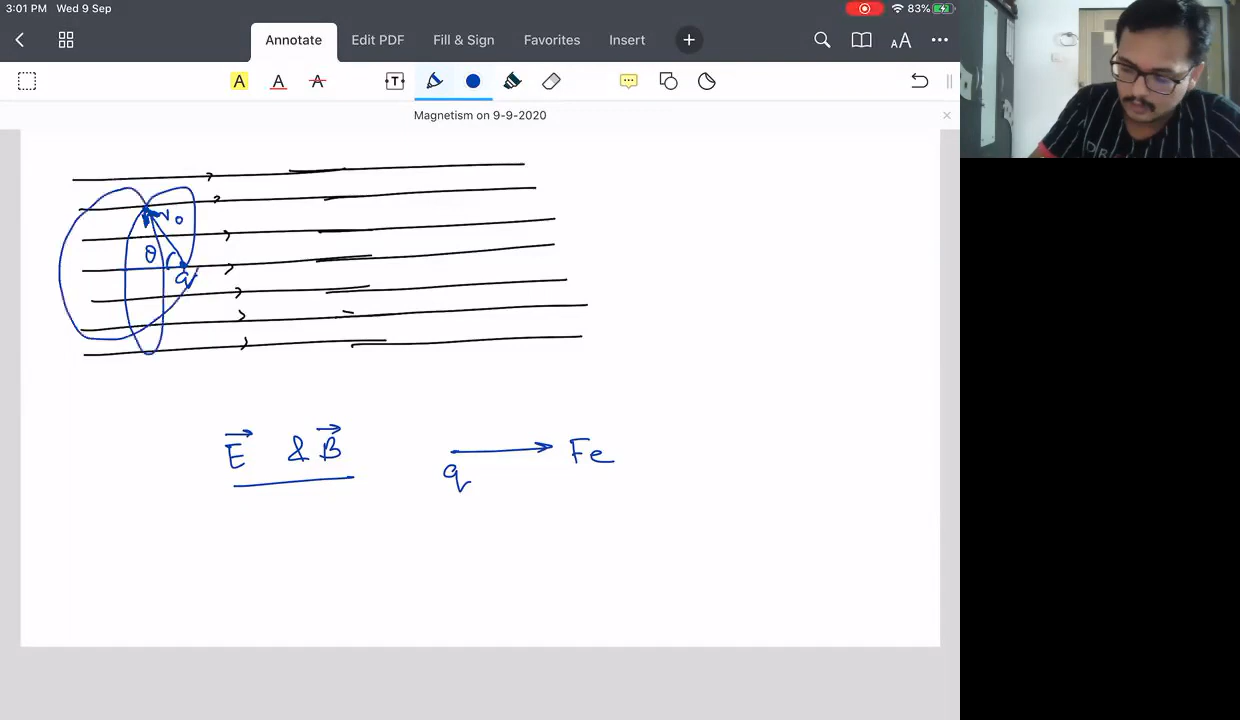 3:01 PM Wed 9 Sep
83%
Annotate Edit PDF Fill & Sign Favorites Insert
A A A T AA
Magnetism on 9-9-2020
θ
q
E & B
q
Fe